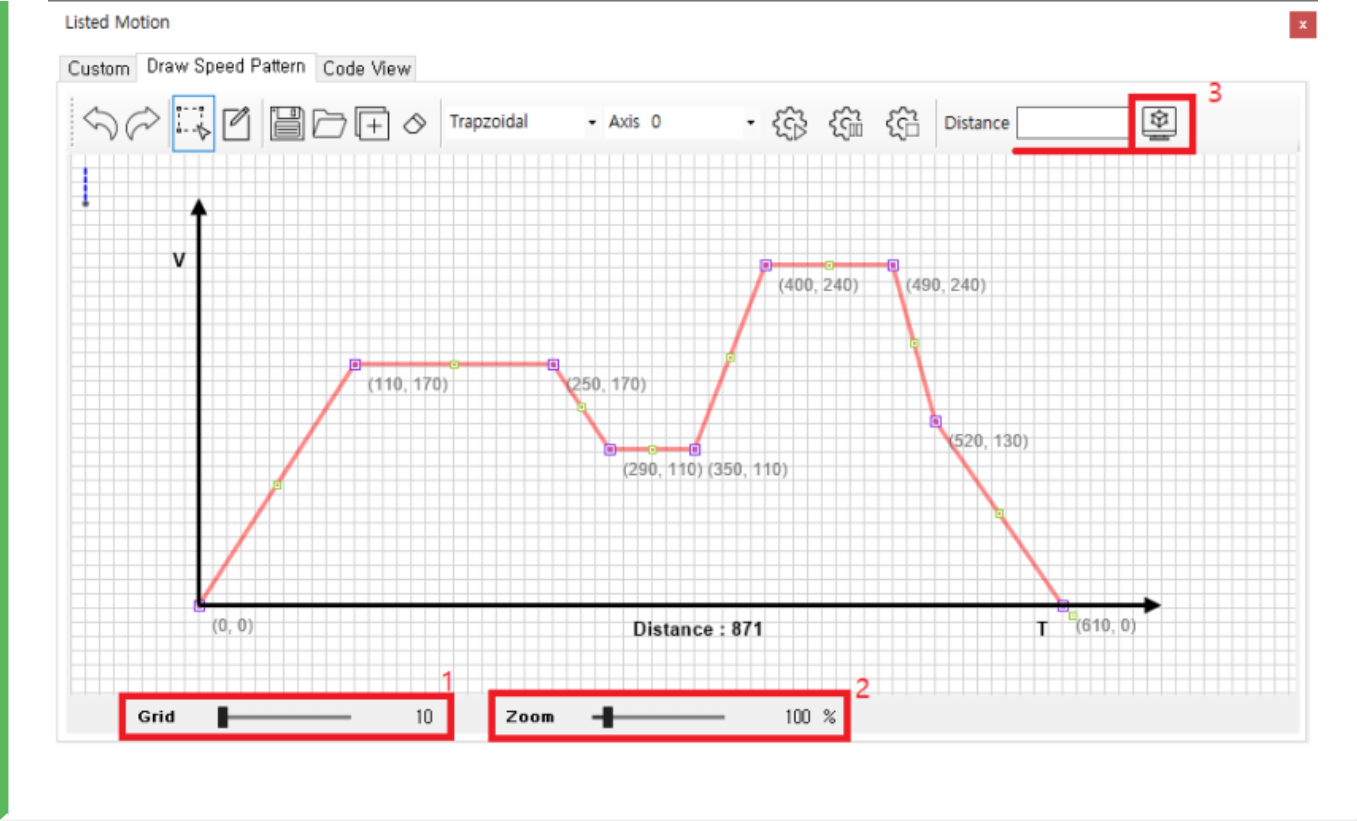 Listed Motion
x
Custom Draw Speed Pattern Code View
3
Trapzoidal Axis 0 Distance
V
(400, 240) (490, 240)
(110, 170) (250, 170)
(520, 130)
(290, 110) (350, 110)
(0, 0) Distance : 871 T (610, 0)
1 2
Grid 10 Zoom 100 %